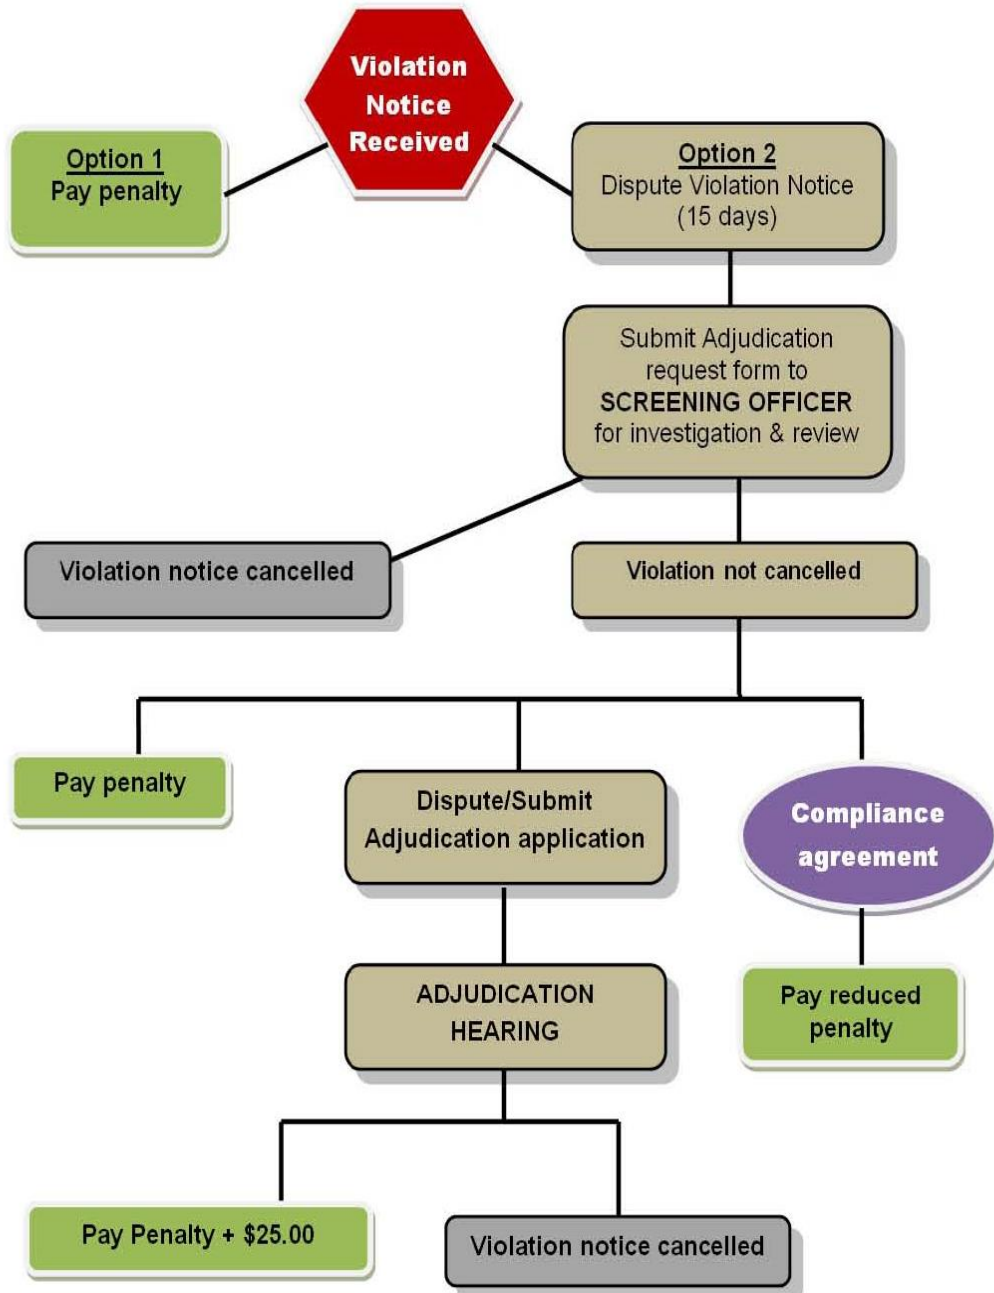 Violation
Notice
Received
Option 1
Pay penalty
Option 2
Dispute Violation Notice
(15 days)
Submit Adjudication
request form to
SCREENING OFFICER
for investigation & review
Violation notice cancelled
Violation not cancelled
Pay penalty
Dispute/Submit
Adjudication application
Compliance
agreement
ADJUDICATION
HEARING
Pay reduced
penalty
Pay Penalty + $25.00
Violation notice cancelled